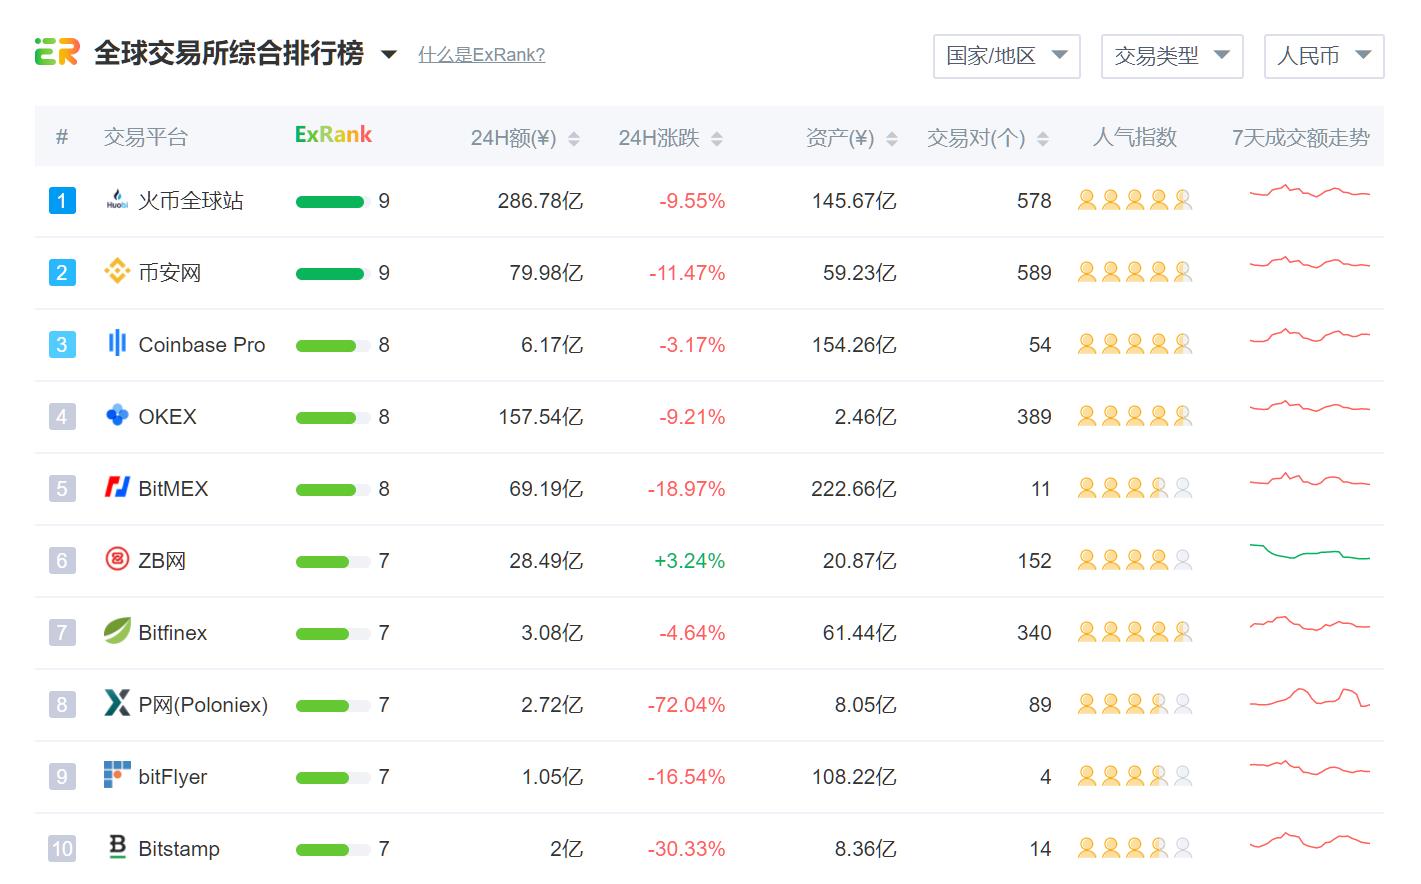 ER 全球交易所综合排行榜 什么是ExRank? 国家/地区 交易类型 人民币
# 交易平台 ExRank 24H额(¥) 24H涨跌 资产(¥) 交易对(个) 人气指数 7天成交额走势
1 Huobi 火币全球站 9 286.78亿 -9.55% 145.67亿 578
2 币安网 9 79.98亿 -11.47% 59.23亿 589
3 Coinbase Pro 8 6.17亿 -3.17% 154.26亿 54
4 OKEX 8 157.54亿 -9.21% 2.46亿 389
5 BitMEX 8 69.19亿 -18.97% 222.66亿 11
6 ZB网 7 28.49亿 +3.24% 20.87亿 152
7 Bitfinex 7 3.08亿 -4.64% 61.44亿 340
8 P网(Poloniex) 7 2.72亿 -72.04% 8.05亿 89
9 bitFlyer 7 1.05亿 -16.54% 108.22亿 4
10 B Bitstamp 7 2亿 -30.33% 8.36亿 14